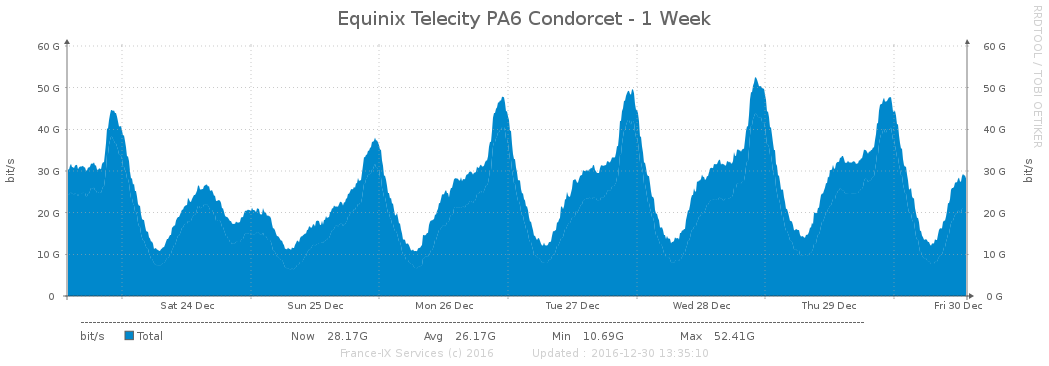 Equinix Telecity PA6 Condorcet - 1 Week
RRDTOOL / TOBI OETIKER
bit/s
60 G 60 G
50 G 50 G
40 G 40 G
30 G 30 G
20 G 20 G
10 G 10 G
0 0 G
bit/s
Sat 24 Dec Sun 25 Dec Mon 26 Dec Tue 27 Dec Wed 28 Dec Thu 29 Dec Fri 30 Dec
bit/s Total Now 28.17G Avg 26.17G Min 10.69G Max 52.41G
France-IX Services (c) 2016 Updated : 2016-12-30 13:35:10